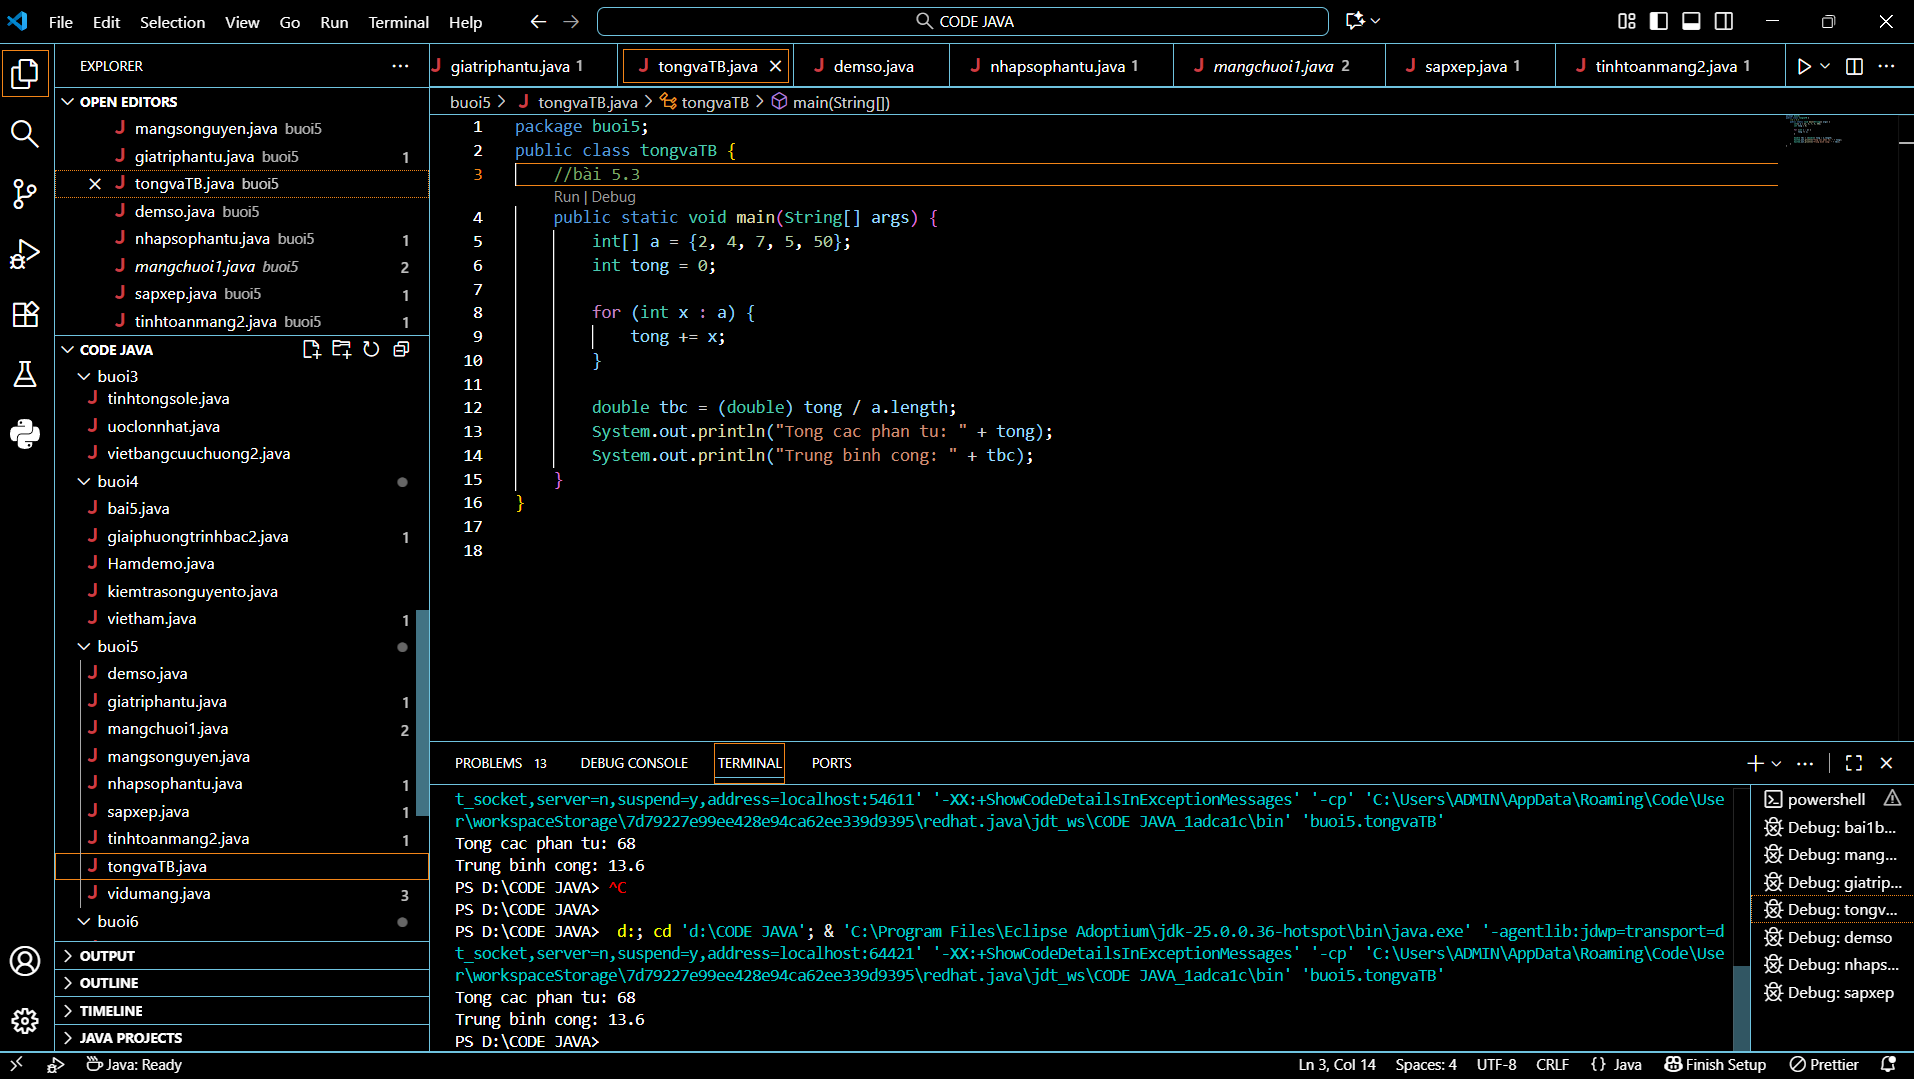 File Edit Selection View Go Run Terminal Help
CODE JAVA
EXPLORER
OPEN EDITORS
mangsonguyen.java buoi5
giatriphantu.java buoi5 1
tongvaTB.java buoi5
demso.java buoi5
nhapsophantu.java buoi5 1
mangchuoi1.java buoi5 2
sapxep.java buoi5 1
tinhtoanmang2.java buoi5 1
CODE JAVA
buoi3
tinhtongsole.java
uoclonnhat.java
vietbangcuuchuong2.java
buoi4
bai5.java
giaiphuongtrinhbac2.java 1
Hamdemo.java
kiemtrasonguyento.java
vietham.java 1
buoi5
demso.java
giatriphantu.java 1
mangchuoi1.java 2
mangsonguyen.java
nhapsophantu.java 1
sapxep.java 1
tinhtoanmang2.java 1
tongvaTB.java
vidumang.java 3
buoi6
OUTPUT
OUTLINE
TIMELINE
JAVA PROJECTS
giatriphantu.java 1
tongvaTB.java
demso.java
nhapsophantu.java 1
mangchuoi1.java 2
sapxep.java 1
tinhtoanmang2.java 1
buoi5 > tongvaTB.java > tongvaTB > main(String[])
1 package buoi5;
2 public class tongvaTB {
3 //bài 5.3
Run | Debug
4 public static void main(String[] args) {
5 int[] a = {2, 4, 7, 5, 50};
6 int tong = 0;
7
8 for (int x : a) {
9 tong += x;
10 }
11
12 double tbc = (double) tong / a.length;
13 System.out.println("Tong cac phan tu: " + tong);
14 System.out.println("Trung binh cong: " + tbc);
15 }
16 }
17
18
PROBLEMS 13 DEBUG CONSOLE TERMINAL PORTS
t_socket,server=n,suspend=y,address=localhost:54611' '-XX:+ShowCodeDetailsInExceptionMessages' '-cp' 'C:\Users\ADMIN\AppData\Roaming\Code\Use
r\workspaceStorage\7d79227e99ee428e94ca62ee339d9395\redhat.java\jdt_ws\CODE JAVA_1adca1c\bin' 'buoi5.tongvaTB'
Tong cac phan tu: 68
Trung binh cong: 13.6
PS D:\CODE JAVA> ^C
PS D:\CODE JAVA>
PS D:\CODE JAVA> d:; cd 'd:\CODE JAVA'; & 'C:\Program Files\Eclipse Adoptium\jdk-25.0.0.36-hotspot\bin\java.exe' '-agentlib:jdwp=transport=d
t_socket,server=n,suspend=y,address=localhost:64421' '-XX:+ShowCodeDetailsInExceptionMessages' '-cp' 'C:\Users\ADMIN\AppData\Roaming\Code\Use
r\workspaceStorage\7d79227e99ee428e94ca62ee339d9395\redhat.java\jdt_ws\CODE JAVA_1adca1c\bin' 'buoi5.tongvaTB'
Tong cac phan tu: 68
Trung binh cong: 13.6
PS D:\CODE JAVA>
powershell
Debug: bai1b...
Debug: mang...
Debug: giatrip...
Debug: tongv...
Debug: demso
Debug: nhaps...
Debug: sapxep
Java: Ready
Ln 3, Col 14 Spaces: 4 UTF-8 CRLF {} Java Finish Setup Prettier